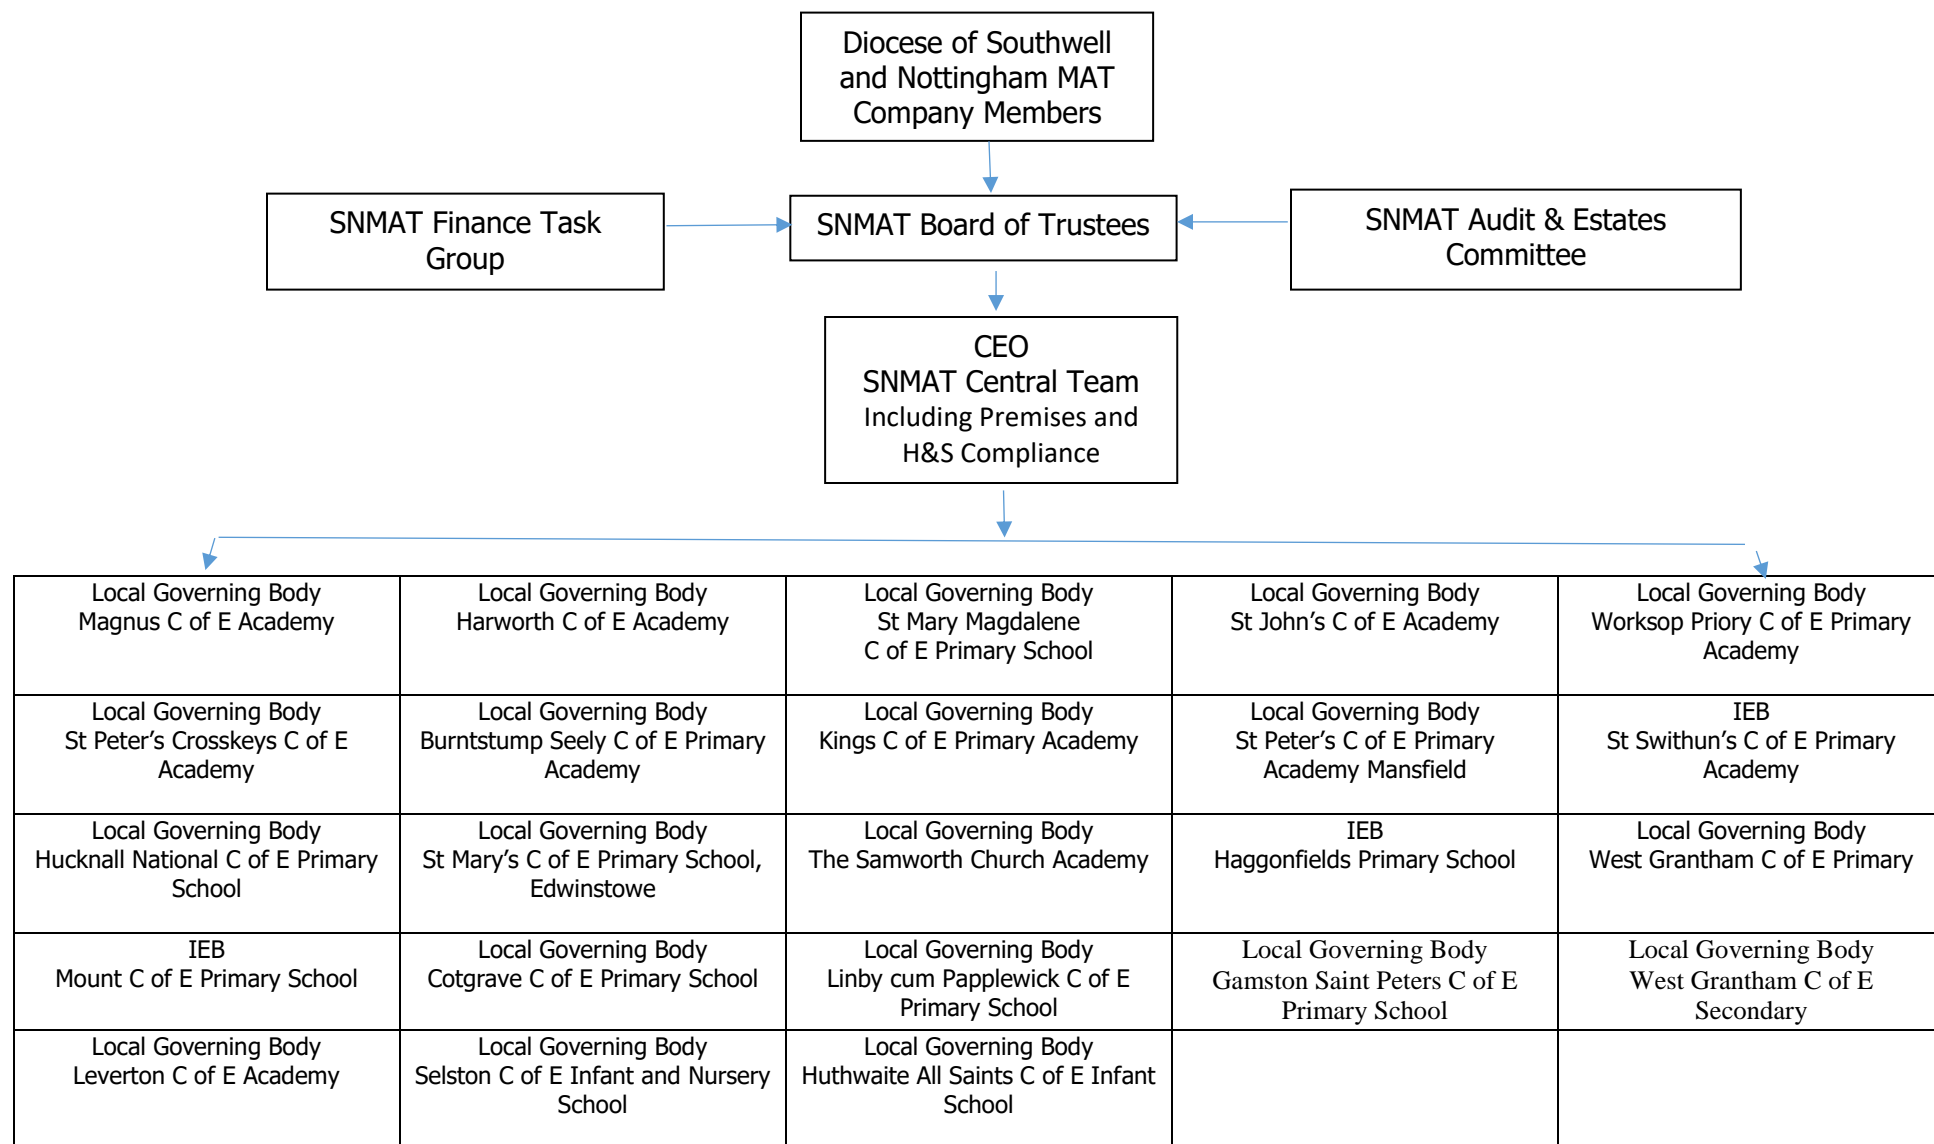 Diocese of Southwell
and Nottingham MAT
Company Members
SNMAT Finance Task
Group
SNMAT Board of Trustees
SNMAT Audit & Estates
Committee
CEO
SNMAT Central Team
Including Premises and
H&S Compliance
Local Governing Body
Magnus C of E Academy
Local Governing Body
Harworth C of E Academy
Local Governing Body
St Mary Magdalene
C of E Primary School
Local Governing Body
St John's C of E Academy
Local Governing Body
Worksop Priory C of E Primary
Academy
Local Governing Body
St Peter's Crosskeys C of E
Academy
Local Governing Body
Burntstump Seely C of E Primary
Academy
Local Governing Body
Kings C of E Primary Academy
Local Governing Body
St Peter's C of E Primary
Academy Mansfield
IEB
St Swithun's C of E Primary
Academy
Local Governing Body
Hucknall National C of E Primary
School
Local Governing Body
St Mary's C of E Primary School,
Edwinstowe
Local Governing Body
The Samworth Church Academy
IEB
Haggonfields Primary School
Local Governing Body
West Grantham C of E Primary
IEB
Mount C of E Primary School
Local Governing Body
Cotgrave C of E Primary School
Local Governing Body
Linby cum Papplewick C of E
Primary School
Local Governing Body
Gamston Saint Peters C of E
Primary School
Local Governing Body
West Grantham C of E
Secondary
Local Governing Body
Leverton C of E Academy
Local Governing Body
Selston C of E Infant and Nursery
School
Local Governing Body
Huthwaite All Saints C of E Infant
School